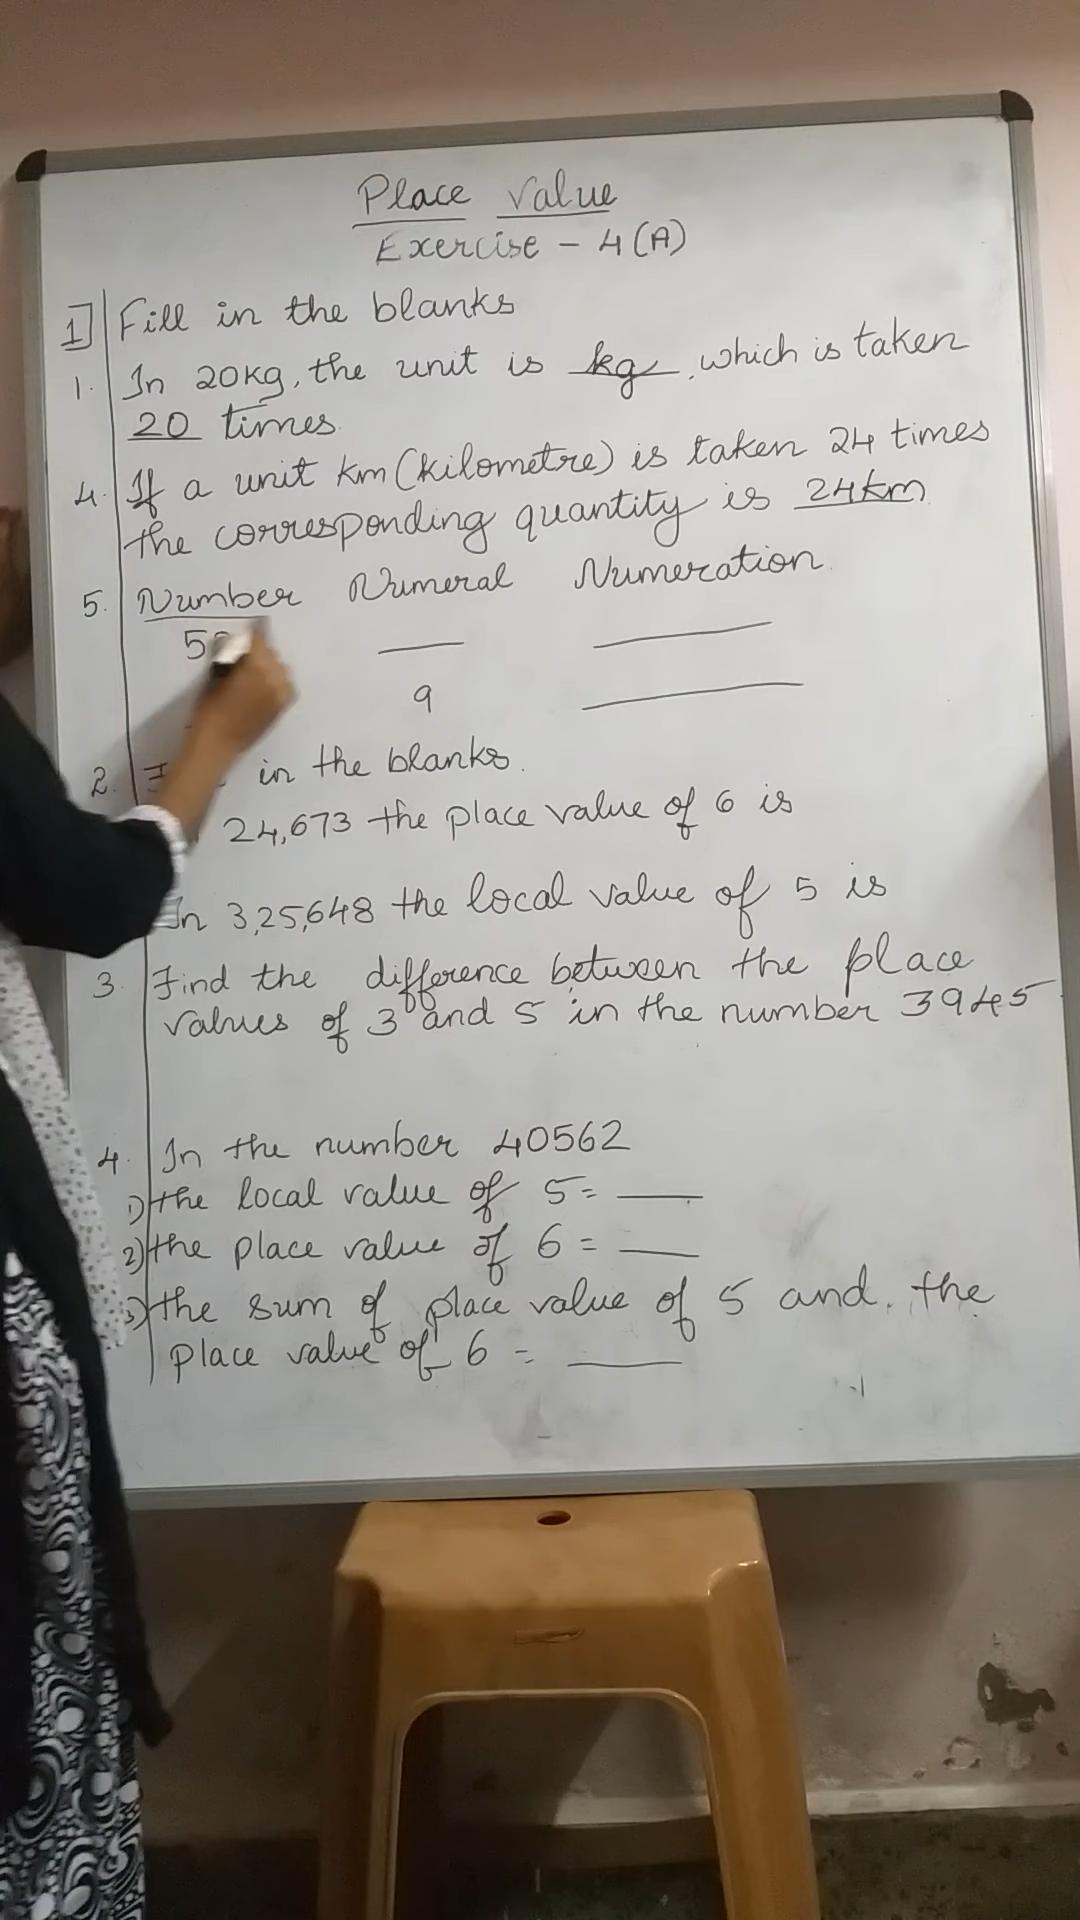 Place Value
Exercise - 4(A)
1 Fill in the blanks
1. In 20kg, the unit is kg, which is taken
20 times.
4. If a unit km (kilometre) is taken 24 times
the corresponding quantity is 24km
5. Number Numeral Numeration
5
9
2. in the blanks.
24,673 the place value of 6 is
In 3,25,648 the local value of 5 is
3. Find the difference between the place
values of 3 and 5 in the number 3945
4. In the number 40562
1) the local value of 5 = ___
2) the place value of 6 = ___
3) the sum of place value of 5 and the
place value of 6 = ___